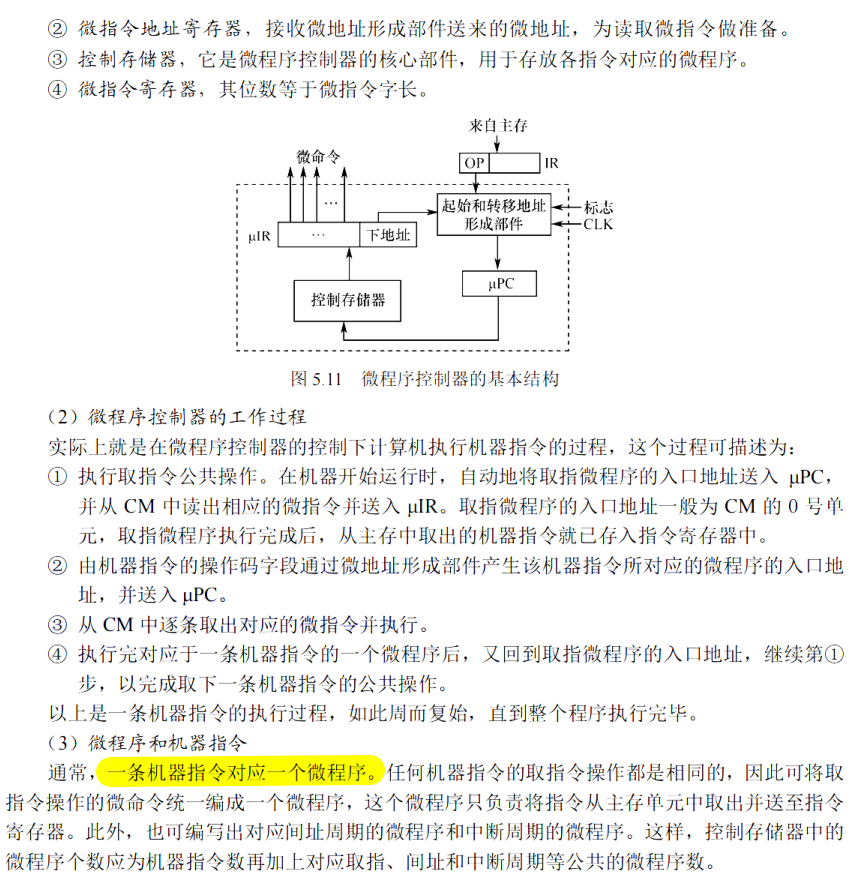 ② 微指令地址寄存器，接收微地址形成部件送来的微地址，为读取微指令做准备。
③ 控制存储器，它是微程序控制器的核心部件，用于存放各指令对应的微程序。
④ 微指令寄存器，其位数等于微指令字长。
来自主存
微命令
OP
IR
…
起始和转移地址
形成部件
标志
CLK
μIR
…
下地址
μPC
控制存储器
图 5.11 微程序控制器的基本结构
（2）微程序控制器的工作过程
实际上就是在微程序控制器的控制下计算机执行机器指令的过程，这个过程可描述为：
① 执行取指令公共操作。在机器开始运行时，自动地将取指微程序的入口地址送入 μPC，
并从 CM 中读出相应的微指令并送入 μIR。取指微程序的入口地址一般为 CM 的 0 号单
元，取指微程序执行完成后，从主存中取出的机器指令就已存入指令寄存器中。
② 由机器指令的操作码字段通过微地址形成部件产生该机器指令所对应的微程序的入口地
址，并送入 μPC。
③ 从 CM 中逐条取出对应的微指令并执行。
④ 执行完对应于一条机器指令的一个微程序后，又回到取指微程序的入口地址，继续第①
步，以完成取下一条机器指令的公共操作。
以上是一条机器指令的执行过程，如此周而复始，直到整个程序执行完毕。
（3）微程序和机器指令
通常，一条机器指令对应一个微程序。任何机器指令的取指令操作都是相同的，因此可将取
指令操作的微命令统一编成一个微程序，这个微程序只负责将指令从主存单元中取出并送至指令
寄存器。此外，也可编写出对应间址周期的微程序和中断周期的微程序。这样，控制存储器中的
微程序个数应为机器指令数再加上对应取指、间址和中断周期等公共的微程序数。